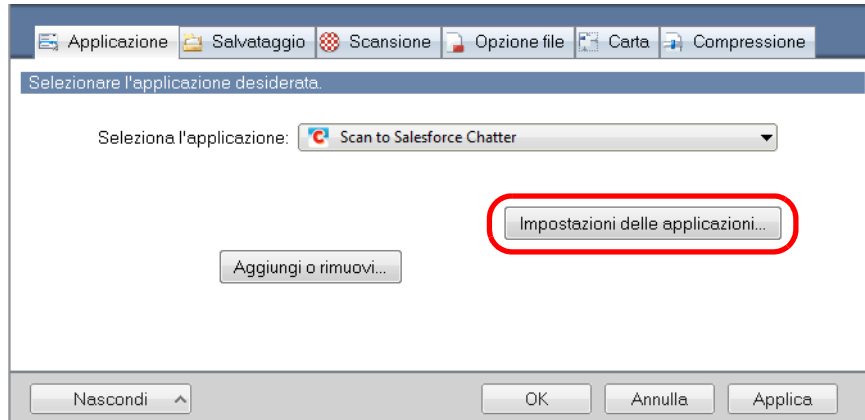 Applicazione Salvataggio Scansione Opzione file Carta Compressione
Selezionare l'applicazione desiderata.
Seleziona l'applicazione: Scan to Salesforce Chatter
Impostazioni delle applicazioni...
Aggiungi o rimuovi...
Nascondi OK Annulla Applica